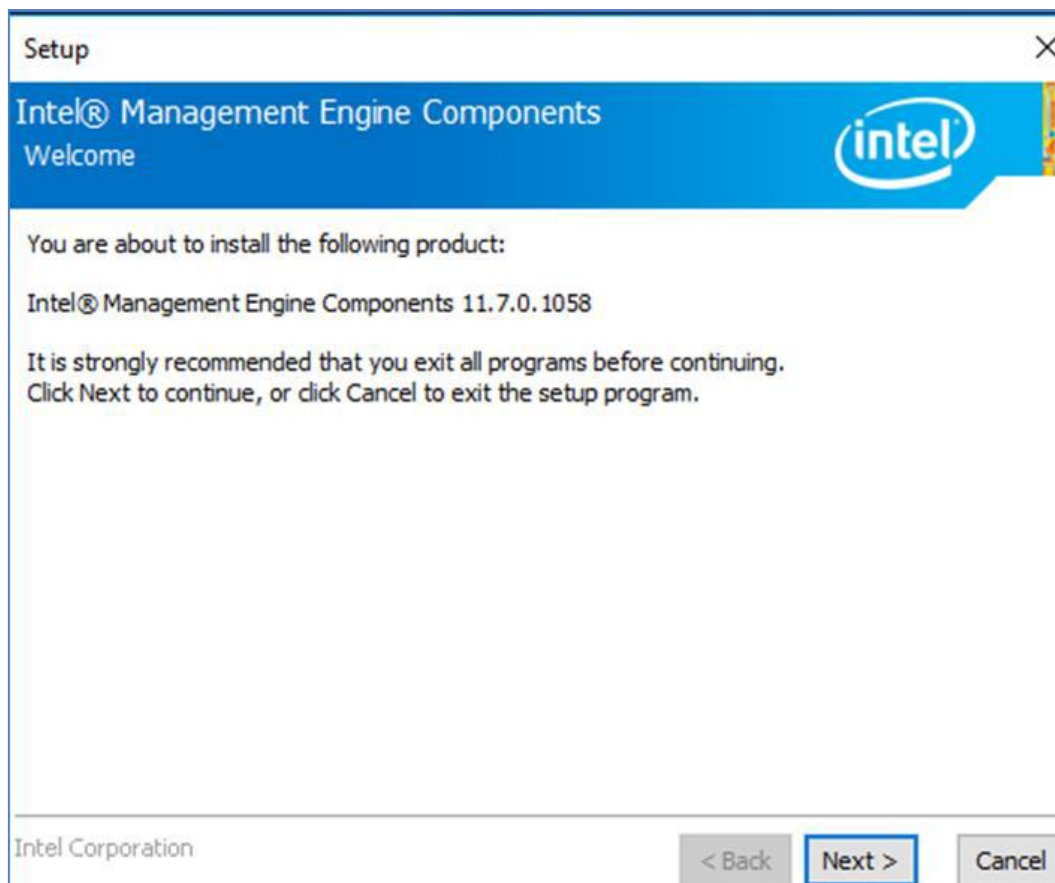 Setup
Intel® Management Engine Components
Welcome
intel®
You are about to install the following product:
Intel® Management Engine Components 11.7.0.1058
It is strongly recommended that you exit all programs before continuing.
Click Next to continue, or click Cancel to exit the setup program.
Intel Corporation
< Back Next > Cancel